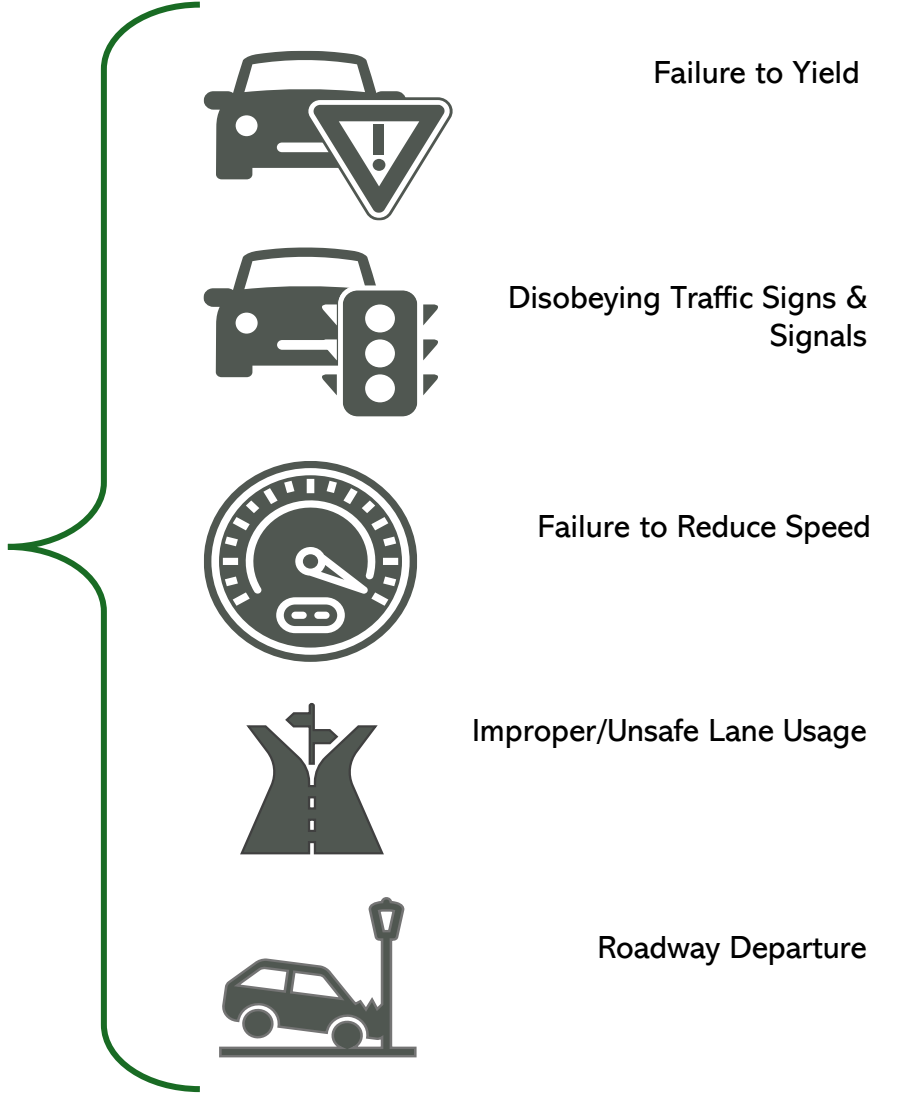 Failure to Yield
Disobeying Traffic Signs &
Signals
Failure to Reduce Speed
Improper/Unsafe Lane Usage
Roadway Departure